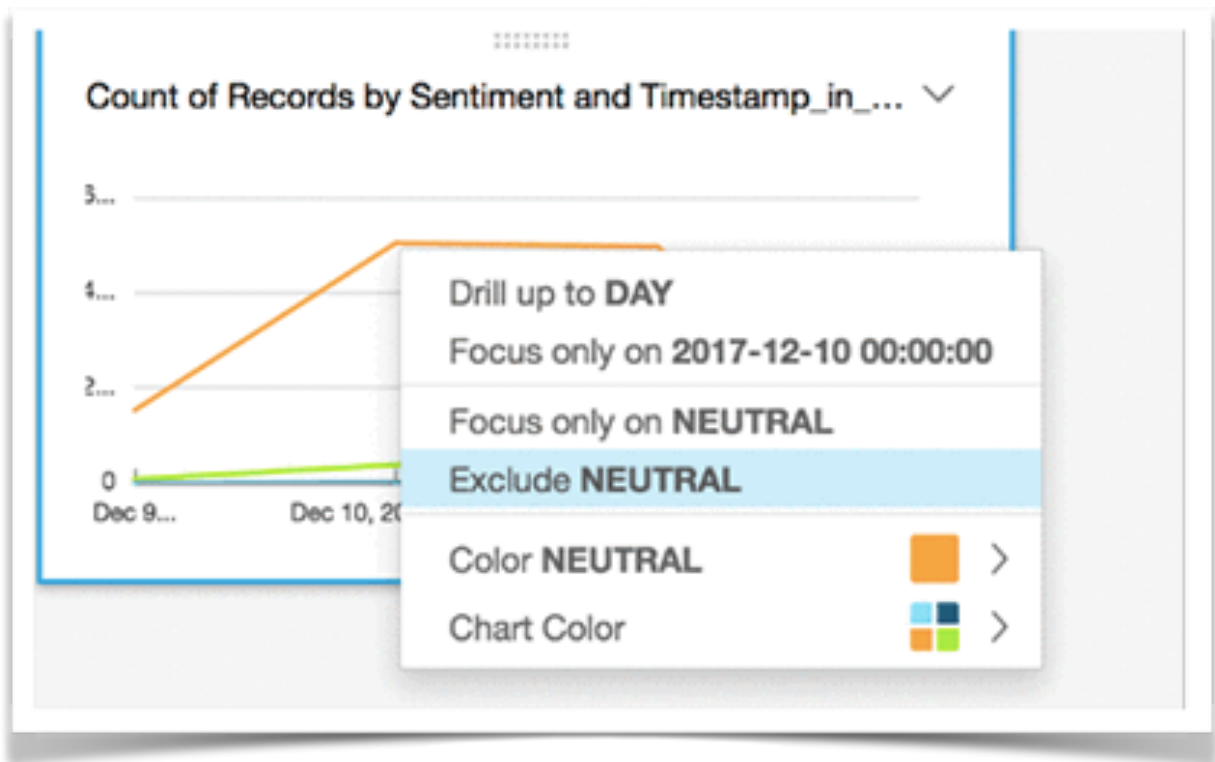 Count of Records by Sentiment and Timestamp_in_...
4...
2...
0
Dec 9...
Dec 10, 20
Drill up to DAY
Focus only on 2017-12-10 00:00:00
Focus only on NEUTRAL
Exclude NEUTRAL
Color NEUTRAL
Chart Color